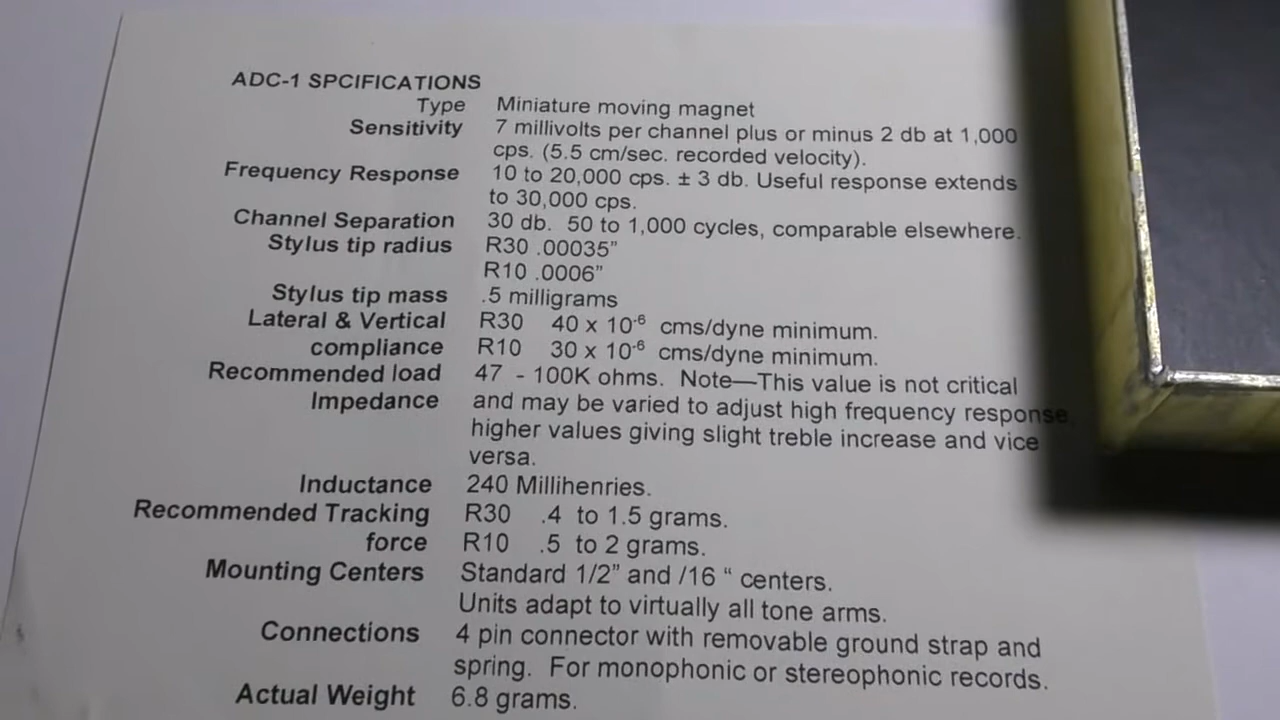 ADC-1 SPCIFICATIONS
Type Miniature moving magnet
Sensitivity 7 millivolts per channel plus or minus 2 db at 1,000
cps. (5.5 cm/sec. recorded velocity).
Frequency Response 10 to 20,000 cps. ± 3 db. Useful response extends
to 30,000 cps.
Channel Separation 30 db. 50 to 1,000 cycles, comparable elsewhere.
Stylus tip radius R30 .00035”
R10 .0006”
Stylus tip mass .5 milligrams
Lateral & Vertical R30 40 x 10⁻⁶ cms/dyne minimum.
compliance R10 30 x 10⁻⁶ cms/dyne minimum.
Recommended load 47 - 100K ohms. Note—This value is not critical
Impedance and may be varied to adjust high frequency response,
higher values giving slight treble increase and vice
versa.
Inductance 240 Millihenries.
Recommended Tracking R30 .4 to 1.5 grams.
force R10 .5 to 2 grams.
Mounting Centers Standard 1/2” and /16 “ centers.
Units adapt to virtually all tone arms.
Connections 4 pin connector with removable ground strap and
spring. For monophonic or stereophonic records.
Actual Weight 6.8 grams.